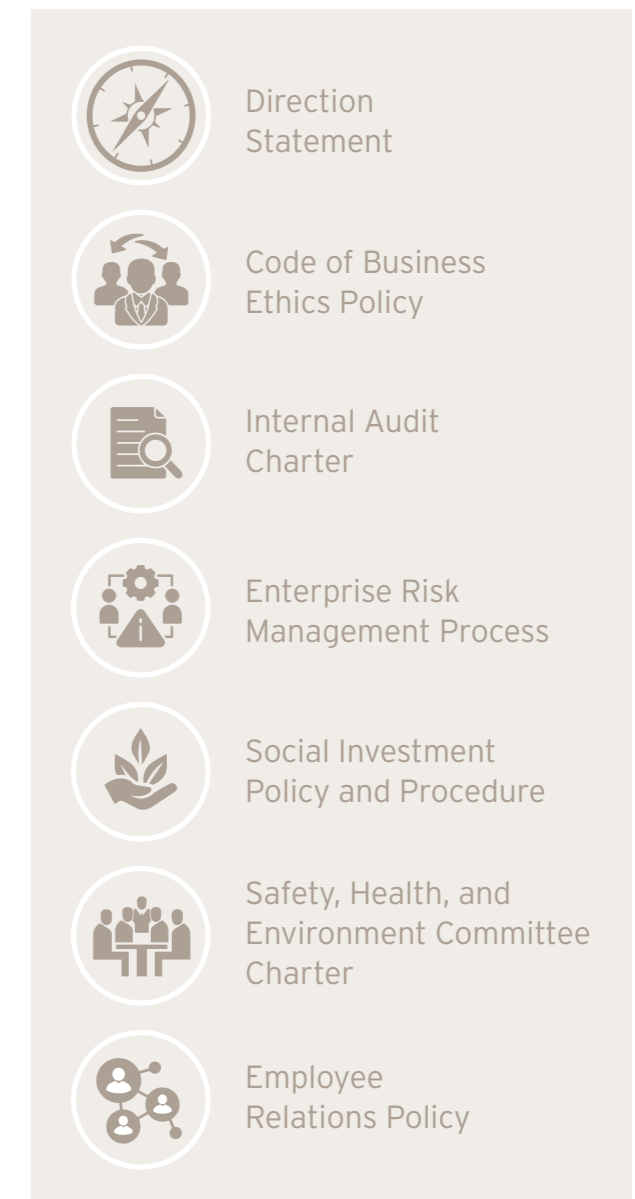 Direction
Statement
Code of Business
Ethics Policy
Internal Audit
Charter
Enterprise Risk
Management Process
Social Investment
Policy and Procedure
Safety, Health, and
Environment Committee
Charter
Employee
Relations Policy